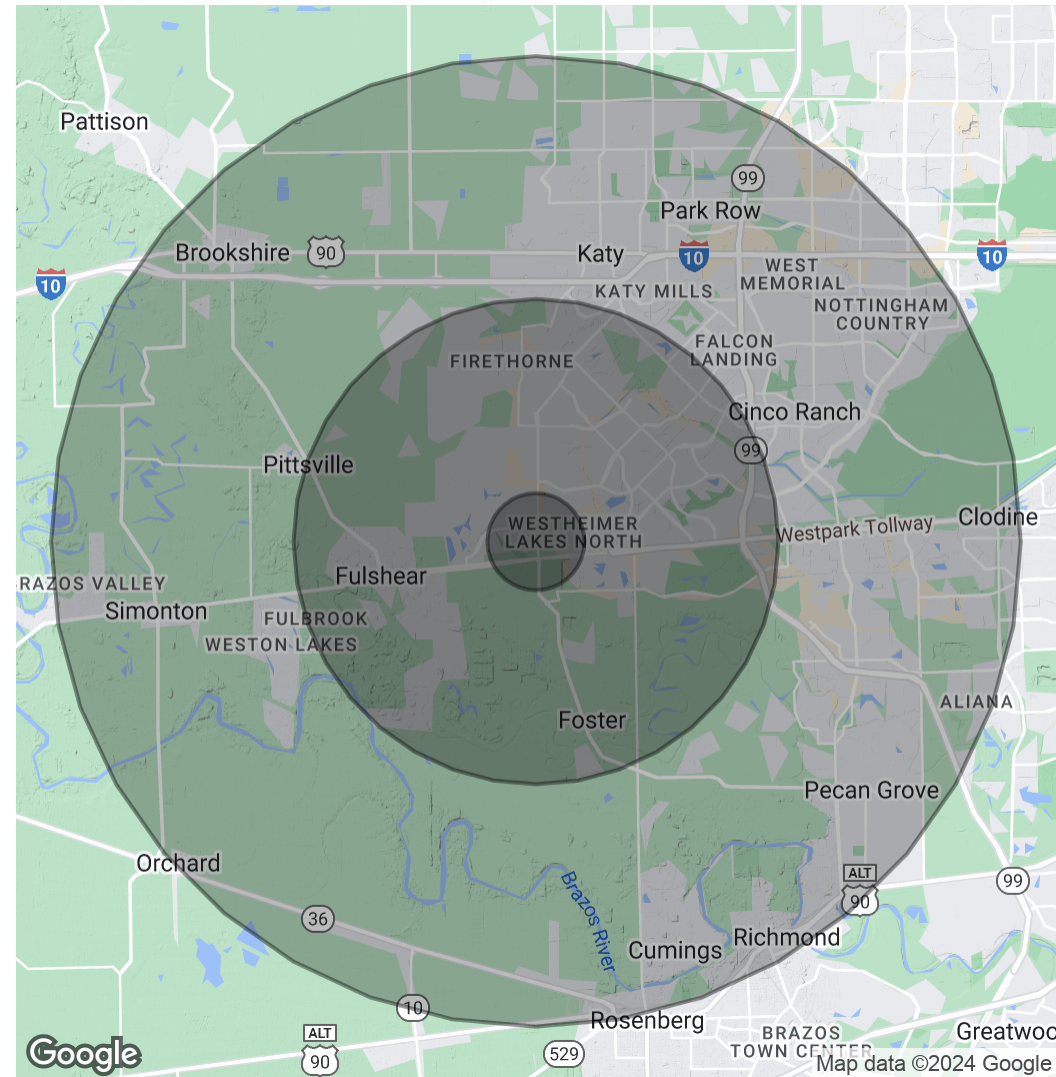 Pattison
99
Park Row
Brookshire
90
Katy
10
10
10
WEST
MEMORIAL
KATY MILLS
NOTTINGHAM
COUNTRY
FALCON
LANDING
FIRETHORNE
Cinco Ranch
99
Pittsville
WESTHEIMER
LAKES NORTH
Westpark Tollway
Clodine
Fulshear
RAZOS VALLEY
Simonton
FULBROOK
WESTON LAKES
ALIANA
Foster
Pecan Grove
Orchard
ALT
90
99
36
Brazos River
Richmond
Cumings
10
Rosenberg
ALT
90
529
BRAZOS
TOWN CENTER
Greatwoo
Google
Map data ©2024 Google